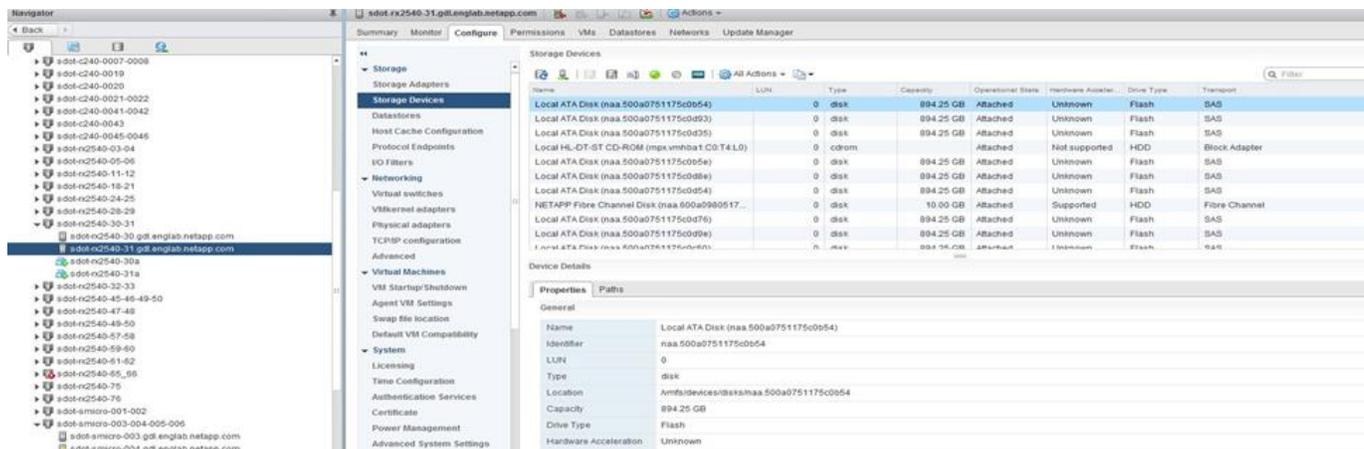 Navigator
Back
sdot-c240-0007-0008
sdot-c240-0019
sdot-c240-0020
sdot-c240-0021-0022
sdot-c240-0041-0042
sdot-c240-0043
sdot-c240-0045-0046
sdot-rx2540-03-04
sdot-rx2540-05-06
sdot-rx2540-11-12
sdot-rx2540-18-21
sdot-rx2540-24-25
sdot-rx2540-28-29
sdot-rx2540-30-31
sdot-rx2540-30.gdl.englab.netapp.com
sdot-rx2540-31.gdl.englab.netapp.com
sdot-rx2540-30a
sdot-rx2540-31a
sdot-rx2540-32-33
sdot-rx2540-45-46-49-50
sdot-rx2540-47-48
sdot-rx2540-49-50
sdot-rx2540-57-58
sdot-rx2540-59-60
sdot-rx2540-61-62
sdot-rx2540-65_66
sdot-rx2540-75
sdot-rx2540-76
sdot-smicro-001-002
sdot-smicro-003-004-005-006
sdot-smicro-003.gdl.englab.netapp.com
sdot-smicro-004.gdl.englab.netapp.com
sdot-rx2540-31.gdl.englab.netapp.com Actions
Summary Monitor Configure Permissions VMs Datastores Networks Update Manager
Storage
Storage Adapters
Storage Devices
Datastores
Host Cache Configuration
Protocol Endpoints
I/O Filters
Networking
Virtual switches
VMkernel adapters
Physical adapters
TCP/IP configuration
Advanced
Virtual Machines
VM Startup/Shutdown
Agent VM Settings
Swap file location
Default VM Compatibility
System
Licensing
Time Configuration
Authentication Services
Certificate
Power Management
Advanced System Settings
Storage Devices
All Actions Filter
Name LUN Type Capacity Operational State Hardware Acceler... Drive Type Transport
Local ATA Disk (naa.500a0751175c0b54) 0 disk 894.25 GB Attached Unknown Flash SAS
Local ATA Disk (naa.500a0751175c0d93) 0 disk 894.25 GB Attached Unknown Flash SAS
Local ATA Disk (naa.500a0751175c0d35) 0 disk 894.25 GB Attached Unknown Flash SAS
Local HL-DT-ST CD-ROM (mpx.vmhba1:C0:T4:L0) 0 cdrom Attached Not supported HDD Block Adapter
Local ATA Disk (naa.500a0751175c0b5e) 0 disk 894.25 GB Attached Unknown Flash SAS
Local ATA Disk (naa.500a0751175c0d8e) 0 disk 894.25 GB Attached Unknown Flash SAS
Local ATA Disk (naa.500a0751175c0d54) 0 disk 894.25 GB Attached Unknown Flash SAS
NETAPP Fibre Channel Disk (naa.600a0980517... 0 disk 10.00 GB Attached Supported HDD Fibre Channel
Local ATA Disk (naa.500a0751175c0d76) 0 disk 894.25 GB Attached Unknown Flash SAS
Local ATA Disk (naa.500a0751175c0d9e) 0 disk 894.25 GB Attached Unknown Flash SAS
Local ATA Disk 0 disk 894.25 GB Attached Unknown Flash SAS
Device Details
Properties Paths
General
Name Local ATA Disk (naa.500a0751175c0b54)
Identifier naa.500a0751175c0b54
LUN 0
Type disk
Location /vmfs/devices/disks/naa.500a0751175c0b54
Capacity 894.25 GB
Drive Type Flash
Hardware Acceleration Unknown